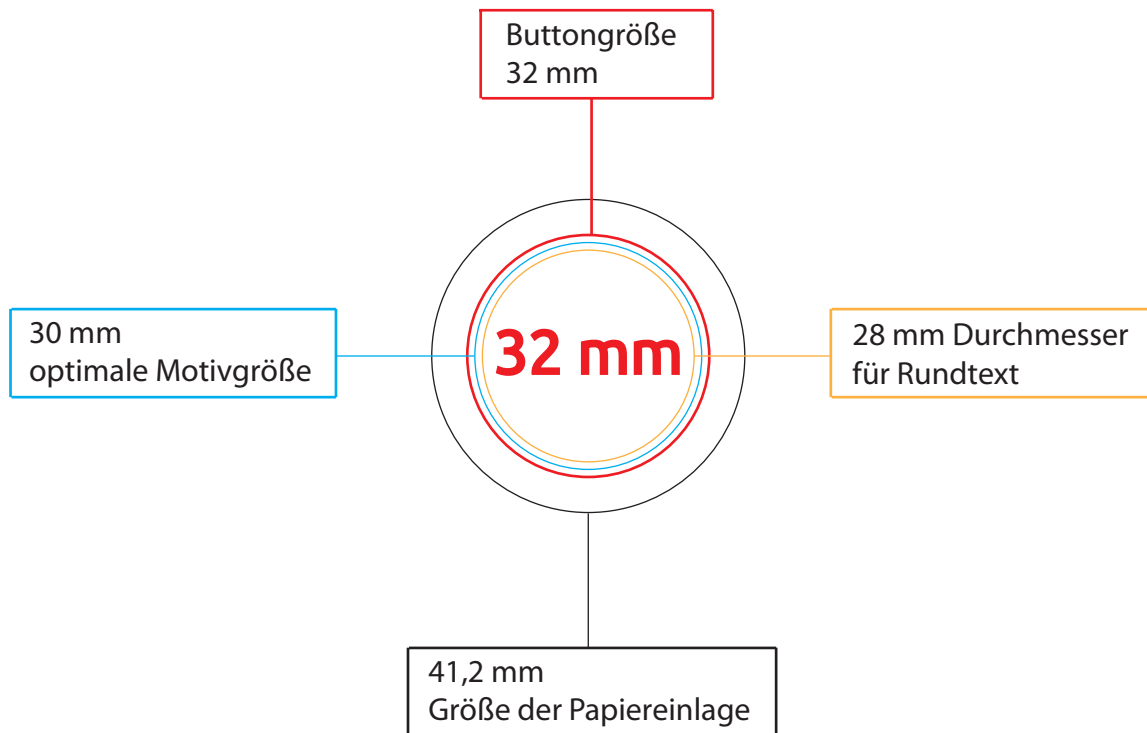 Buttongröße
32 mm
30 mm
optimale Motivgröße
32 mm
28 mm Durchmesser
für Rundtext
41,2 mm
Größe der Papiereinlage